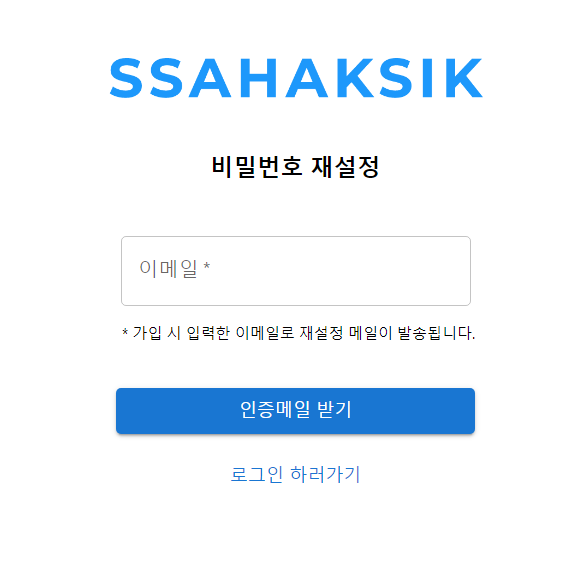 SSAHAKSIK
비밀번호 재설정
이메일 *
* 가입 시 입력한 이메일로 재설정 메일이 발송됩니다.
인증메일 받기
로그인 하러가기